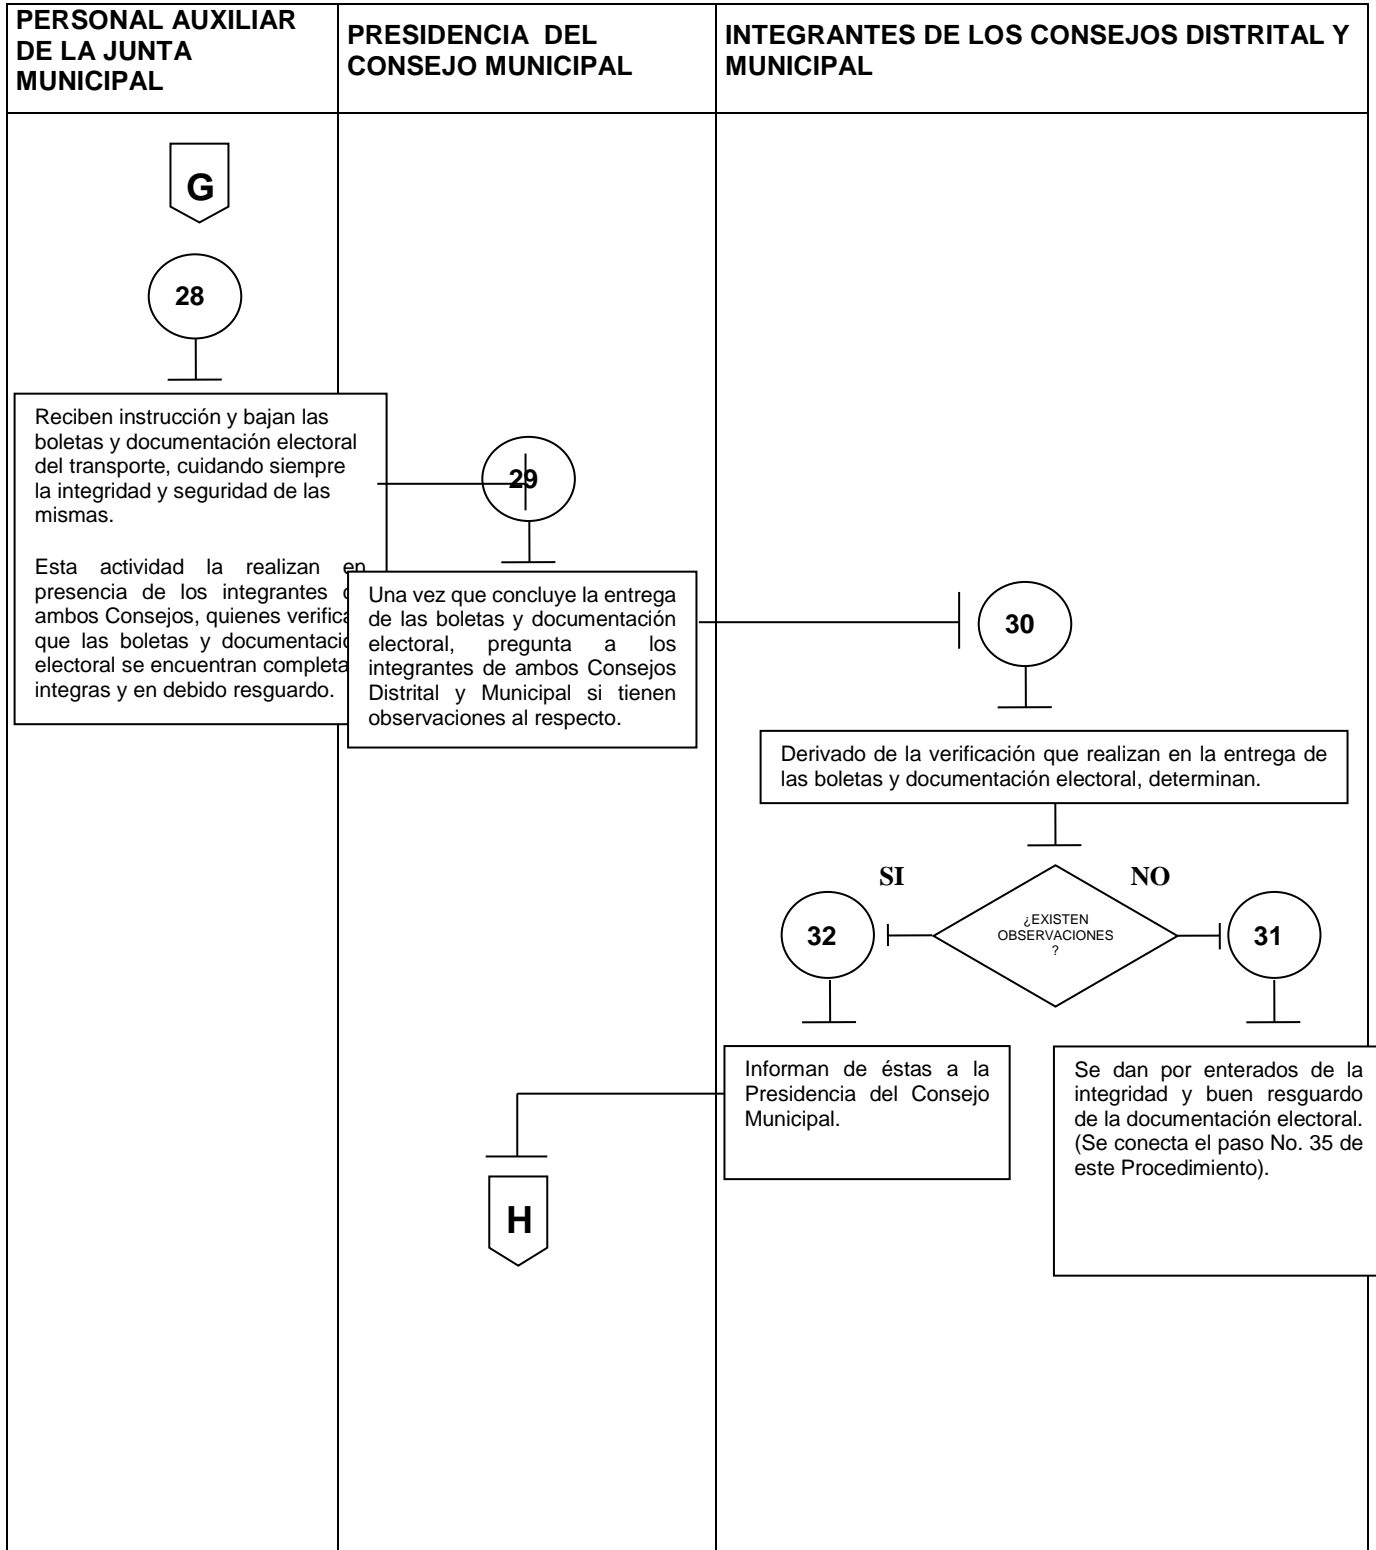 PERSONAL AUXILIAR
DE LA JUNTA
MUNICIPAL
PRESIDENCIA DEL
CONSEJO MUNICIPAL
INTEGRANTES DE LOS CONSEJOS DISTRITAL Y
MUNICIPAL
G
28
Reciben instrucción y bajan las
boletas y documentación electoral
del transporte, cuidando siempre
la integridad y seguridad de las
mismas.
Esta actividad la realizan en
presencia de los integrantes
ambos Consejos, quienes verifica
que las boletas y documentació
electoral se encuentran completa
integras y en debido resguardo.
29
Una vez que concluye la entrega
de las boletas y documentación
electoral, pregunta a los
integrantes de ambos Consejos
Distrital y Municipal si tienen
observaciones al respecto.
30
Derivado de la verificación que realizan en la entrega de
las boletas y documentación electoral, determinan.
SI
NO
¿EXISTEN
OBSERVACIONES
?
32
31
Informan de éstas a la
Presidencia del Consejo
Municipal.
Se dan por enterados de la
integridad y buen resguardo
de la documentación electoral.
(Se conecta el paso No. 35 de
este Procedimiento).
H